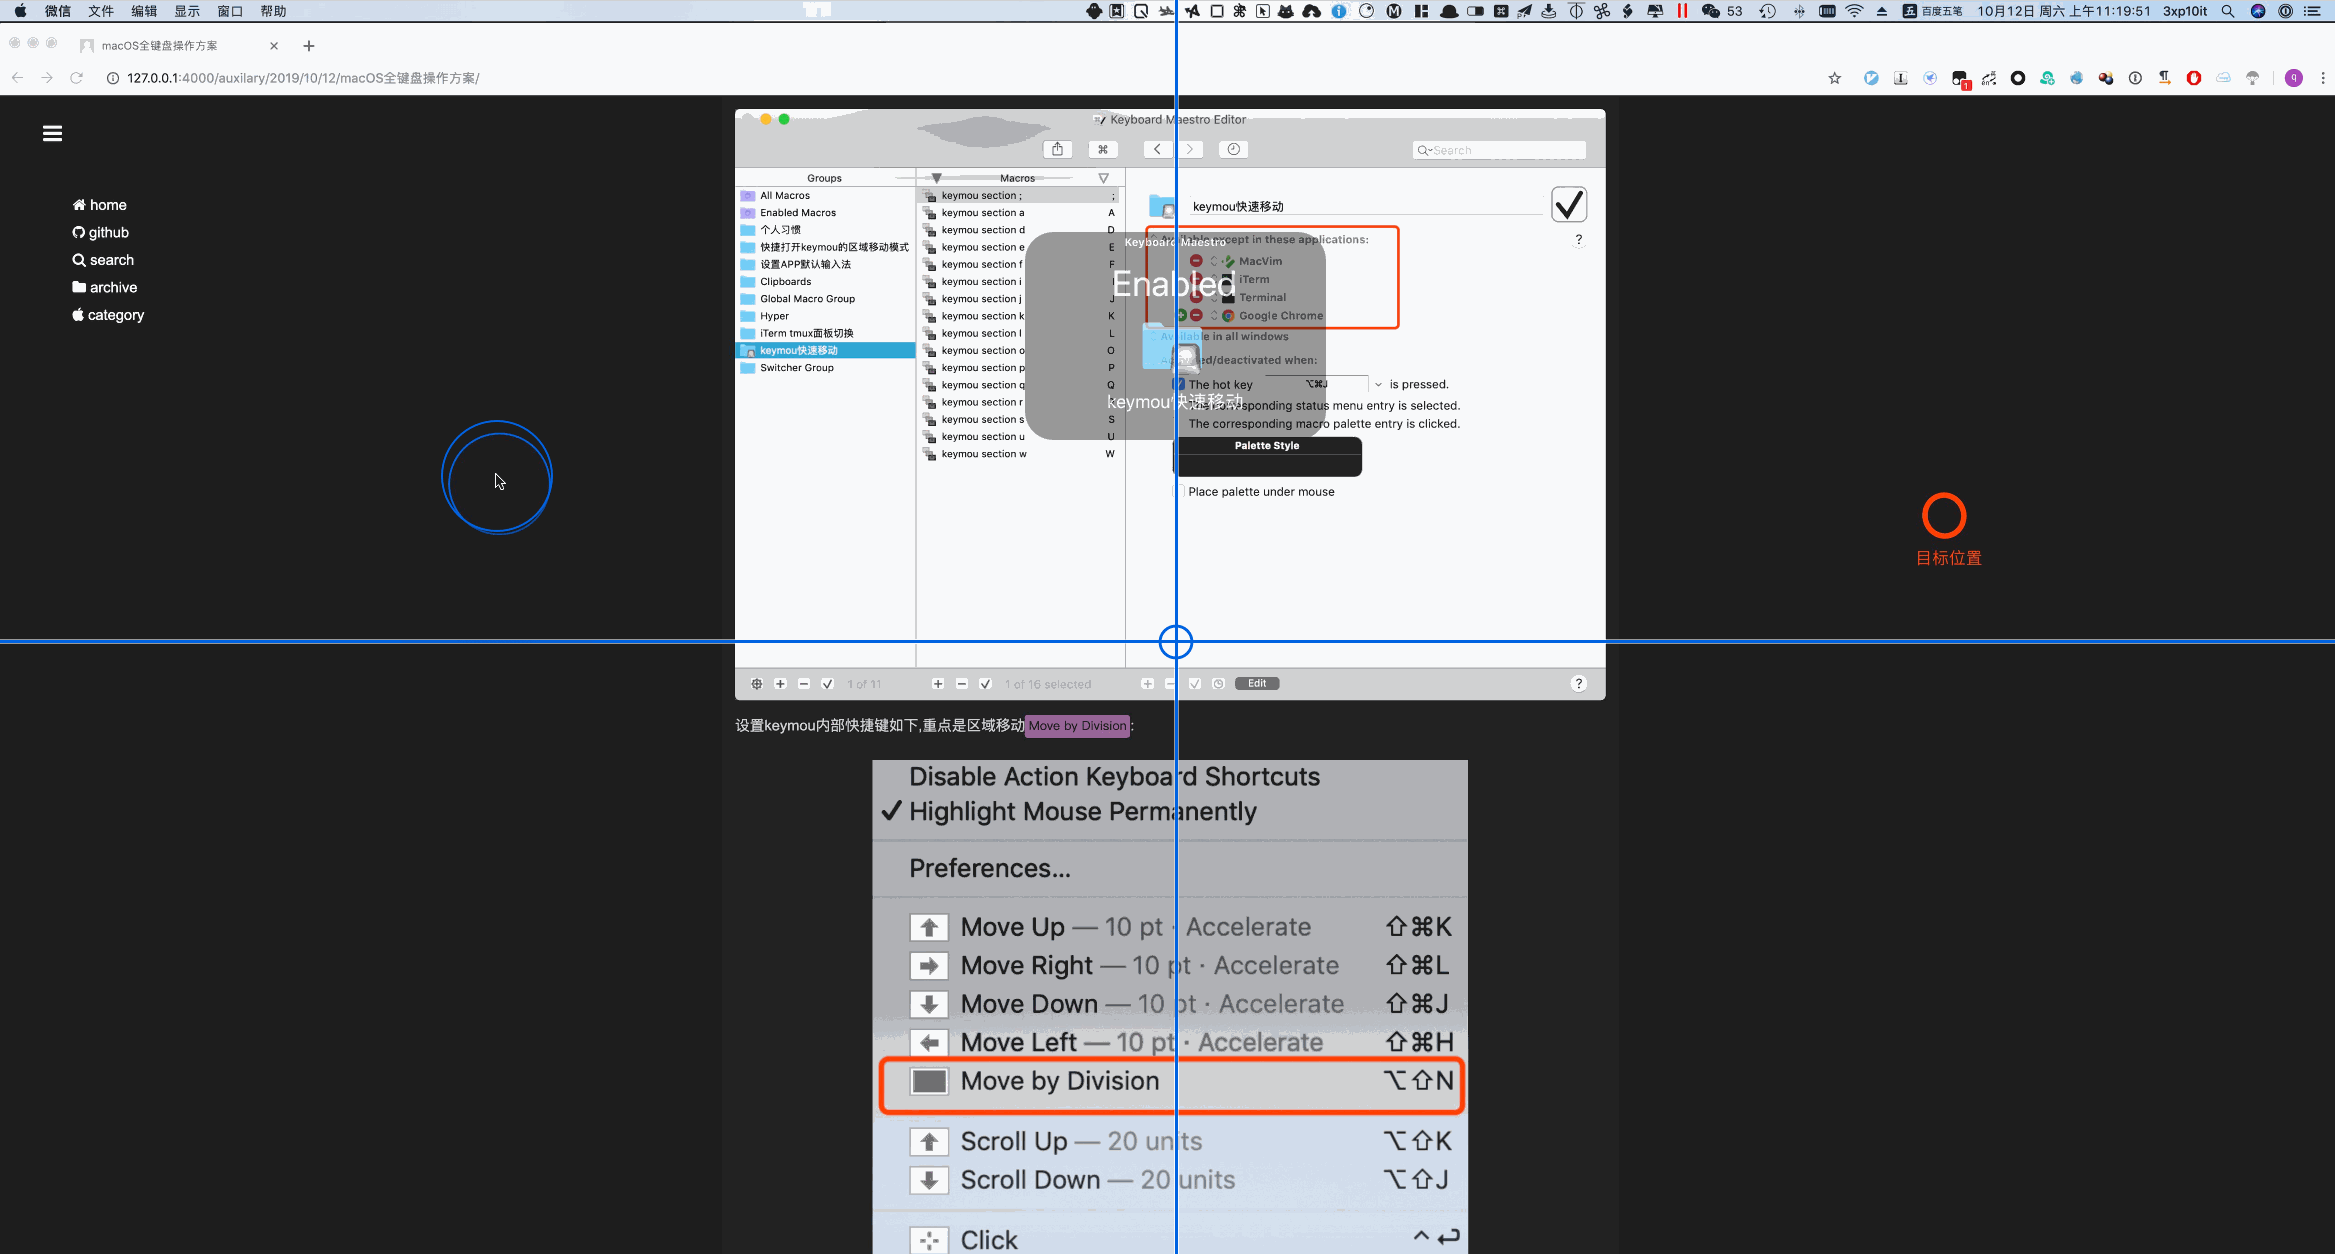 微信 文件 编辑 显示 窗口 帮助 53 五 百度五笔 10月12日 周六 上午11:19:51 3xp10it
macOS全键盘操作方案
127.0.0.1:4000/auxilary/2019/10/12/macOS全键盘操作方案/
1
q
home
github
search
archive
category
Keyboard Maestro Editor
Search
Groups
All Macros
Enabled Macros
个人习惯
快捷打开keymou的区域移动模式
设置APP默认输入法
Clipboards
Global Macro Group
Hyper
iTerm tmux面板切换
keymou快速移动
Switcher Group
Macros
keymou section ; ;
keymou section a A
keymou section d D
keymou section e E
keymou section f F
keymou section i
keymou section j J
keymou section k K
keymou section l L
keymou section o O
keymou section p P
keymou section q Q
keymou section r
keymou section s S
keymou section u U
keymou section w W
keymou快速移动
Available except in these applications:
?
MacVim
iTerm
Terminal
Google Chrome
Available in all windows
/deactivated when:
The hot key ⌥⌘J is pressed.
corresponding status menu entry is selected.
The corresponding macro palette entry is clicked.
Palette Style
Place palette under mouse
Keyboard Maestro
Enabled
keymou快速移动
目标位置
1 of 11
1 of 16 selected
Edit
?
设置keymou内部快捷键如下,重点是区域移动Move by Division:
Disable Action Keyboard Shortcuts
✓ Highlight Mouse Permanently
Preferences...
Move Up — 10 pt · Accelerate ⇧⌘K
Move Right — 10 pt · Accelerate ⇧⌘L
Move Down — 10 pt · Accelerate ⇧⌘J
Move Left — 10 pt · Accelerate ⇧⌘H
Move by Division ⌥⇧N
Scroll Up — 20 units ⌥⇧K
Scroll Down — 20 units ⌥⇧J
Click ^↩